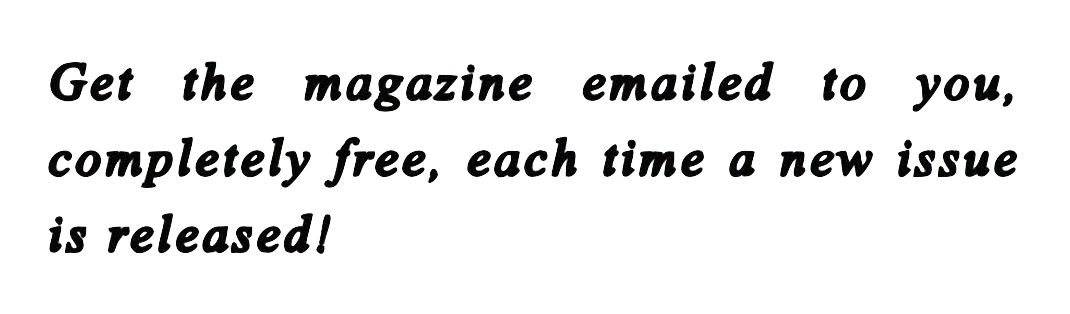 Get the magazine emailed to you,
completely free, each time a new issue
is released!